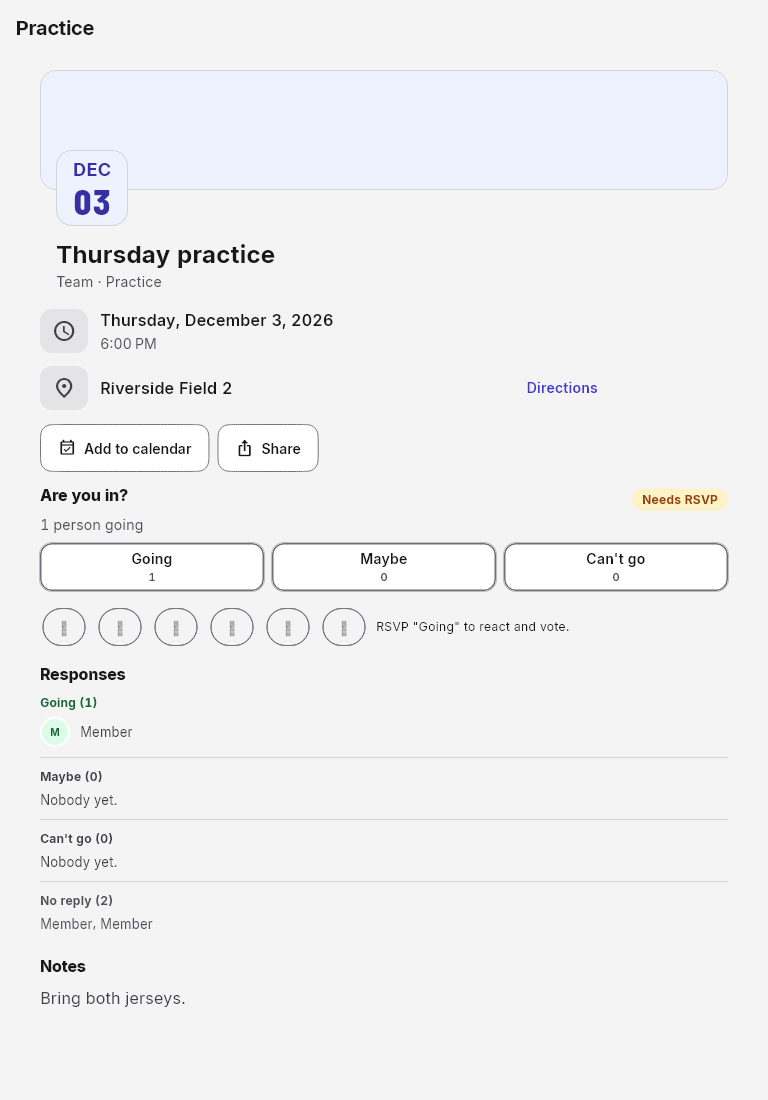 Practice
DEC
03
Thursday practice
Team · Practice
Thursday, December 3, 2026
6:00 PM
Riverside Field 2
Directions
Add to calendar
Share
Are you in?
Needs RSVP
1 person going
Going
1
Maybe
0
Can't go
0
RSVP "Going" to react and vote.
Responses
Going (1)
M
Member
Maybe (0)
Nobody yet.
Can't go (0)
Nobody yet.
No reply (2)
Member, Member
Notes
Bring both jerseys.